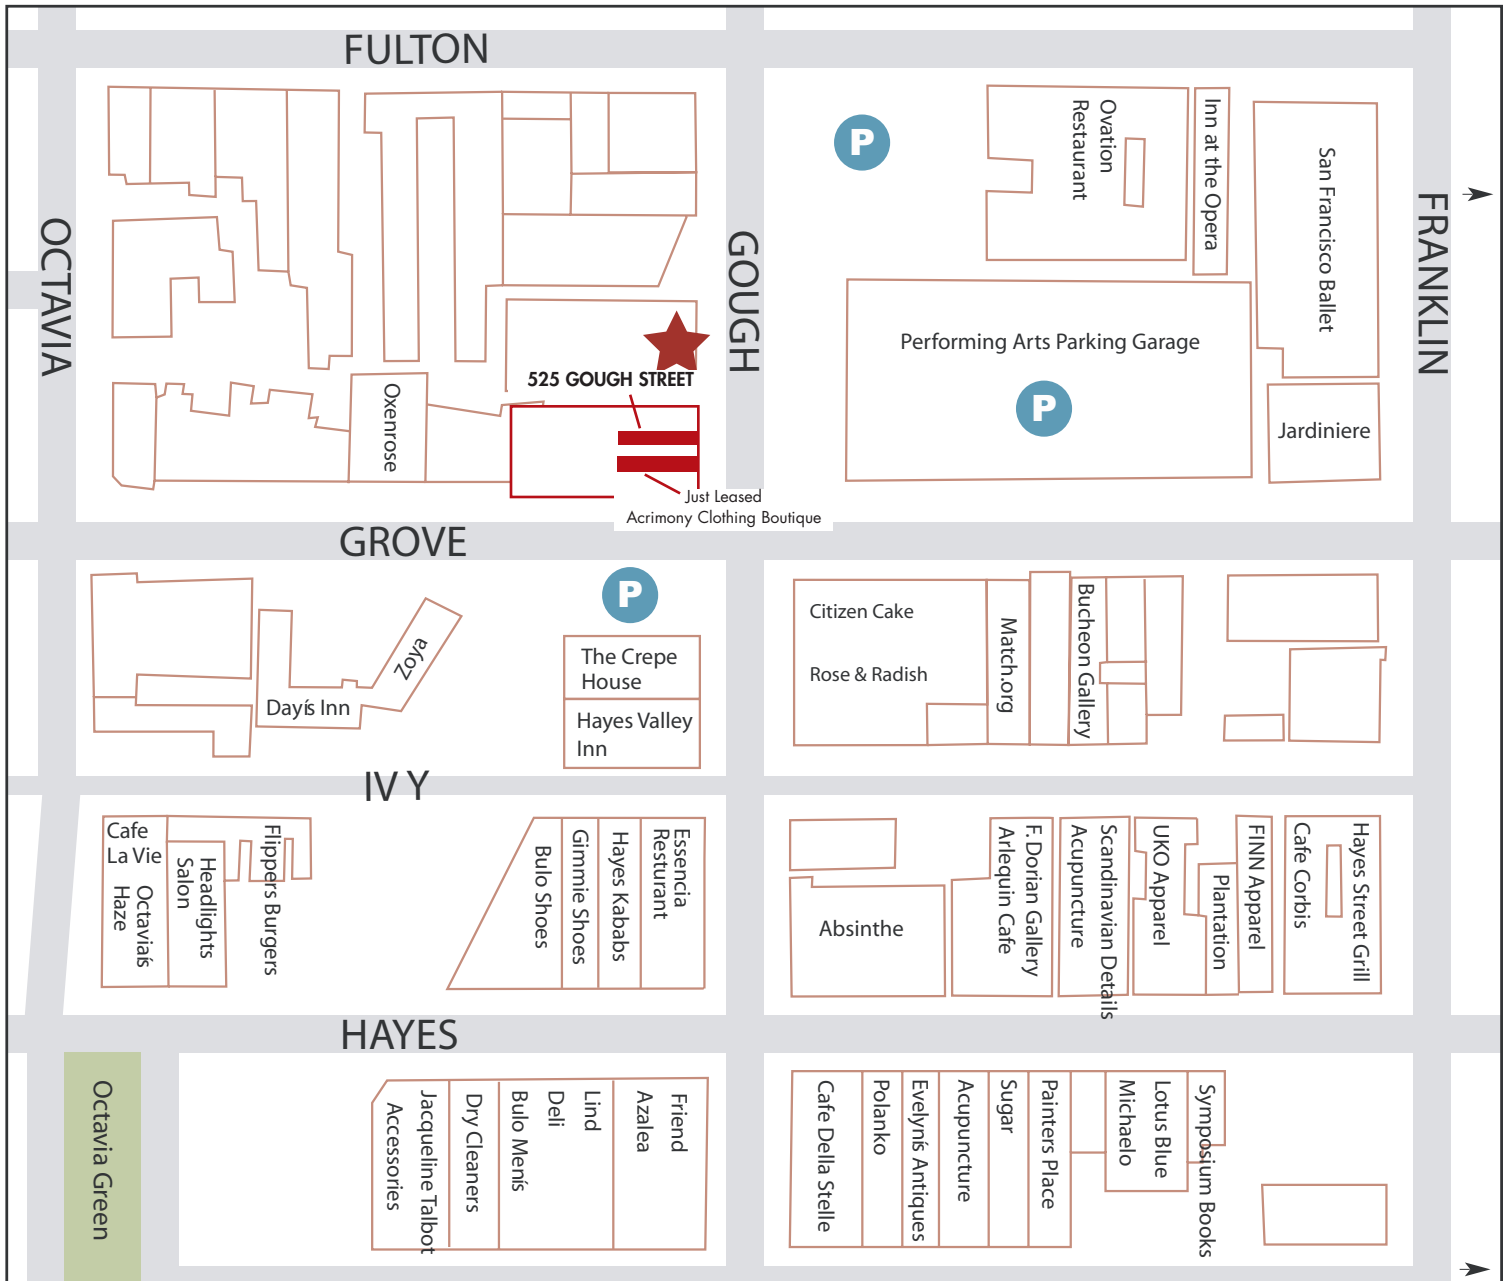 FULTON
OCTAVIA
GOUGH
FRANKLIN
P
Ovation
Restaurant
Inn at the Opera
San Francisco Ballet
Performing Arts Parking Garage
P
Jardiniere
525 GOUGH STREET
Oxenrose
Just Leased
Acrimony Clothing Boutique
GROVE
P
The Crepe
House
Hayes Valley
Inn
Zoya
Dayís Inn
Citizen Cake
Rose & Radish
Match.org
Bucheon Gallery
IV Y
Cafe
La Vie
Octaviaís
Haze
Headlights
Salon
Flippers Burgers
Bulo Shoes
Gimmie Shoes
Hayes Kababs
Essencia
Resturant
Absinthe
F. Dorian Gallery
Arlequin Cafe
Scandinavian Details
Acupuncture
UKO Apparel
Plantation
FINN Apparel
Cafe Corbis
Hayes Street Grill
HAYES
Octavia Green
Jacqueline Talbot
Accessories
Dry Cleaners
Bulo Menís
Deli
Lind
Azalea
Friend
Cafe Della Stelle
Polanko
Evelynís Antiques
Acupuncture
Sugar
Painters Place
Michaelo
Lotus Blue
Symposium Books